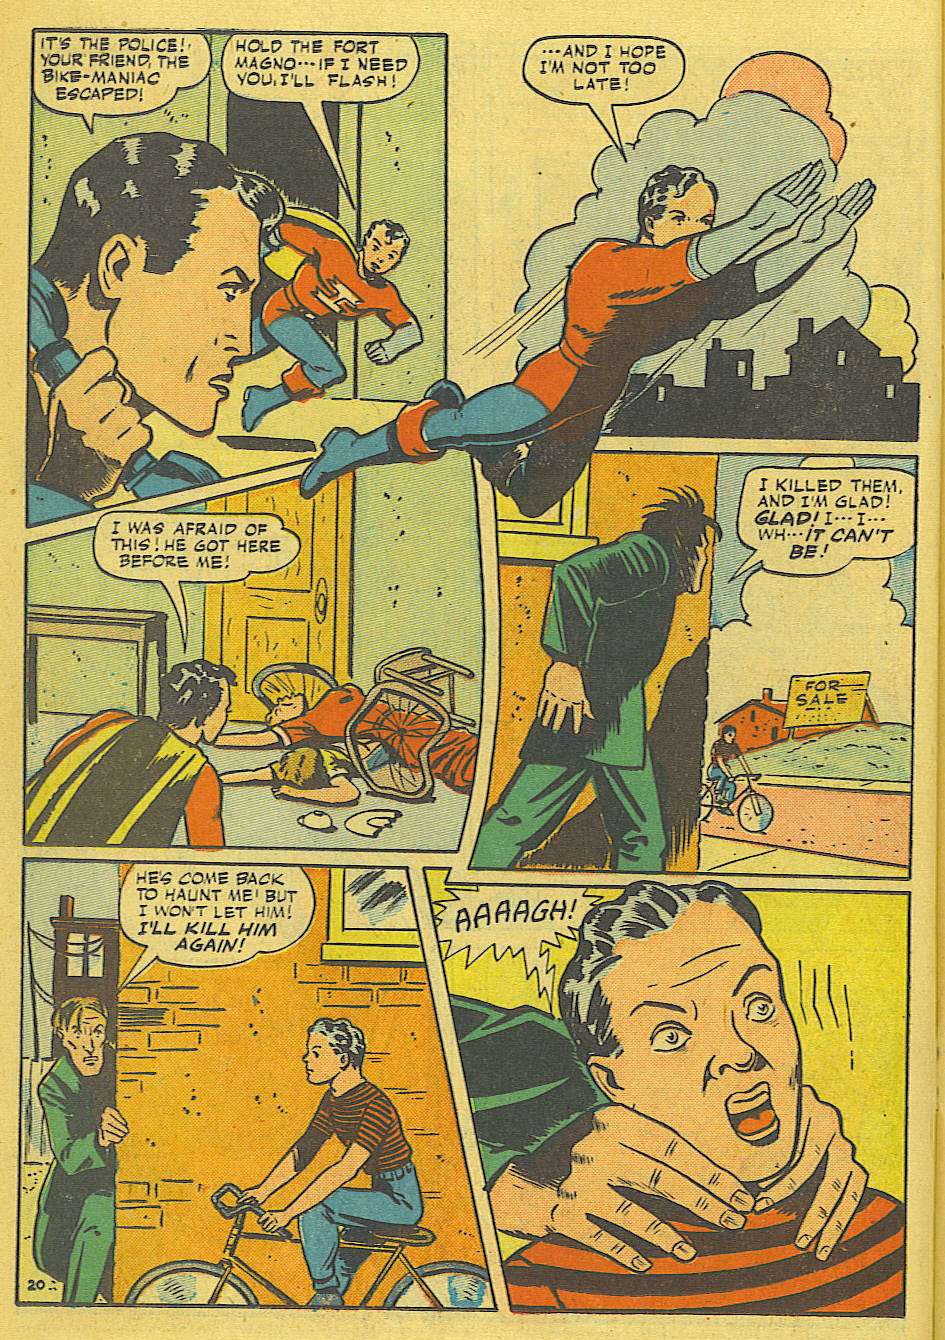 IT'S THE POLICE!
YOUR FRIEND, THE
BIKE-MANIAC
ESCAPED!
HOLD THE FORT
MAGNO---IF I NEED
YOU, I'LL FLASH!
---AND I HOPE
I'M NOT TOO
LATE!
I WAS AFRAID OF
THIS! HE GOT HERE
BEFORE ME!
I KILLED THEM,
AND I'M GLAD!
GLAD! I--- I---
WH---IT CAN'T
BE!
FOR
SALE
HE'S COME BACK
TO HAUNT ME! BUT
I WON'T LET HIM!
I'LL KILL HIM
AGAIN!
AAAAGH!
20